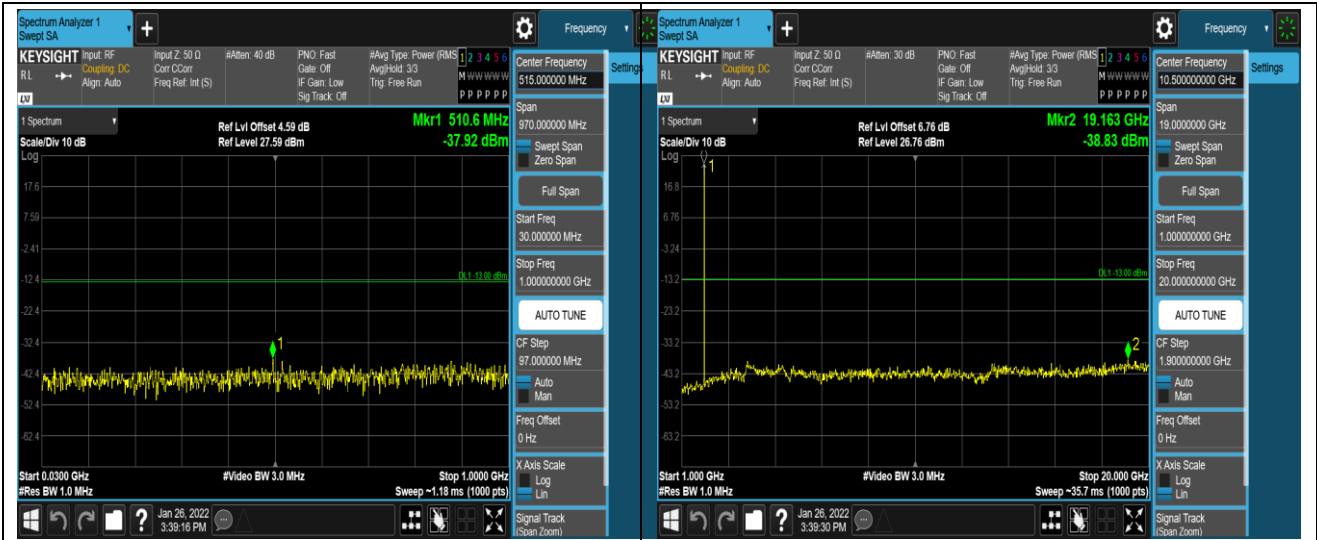 Spectrum Analyzer 1
Swept SA
+
Frequency
KEYSIGHT Input: RF
Coupling: DC
Align: Auto
Input Z: 50 Ω
Corr CCorr
Freq Ref: Int (S)
#Atten: 40 dB
PNO: Fast
Gate: Off
IF Gain: Low
Sig Track: Off
#Avg Type: Power (RMS
Avg|Hold: 3/3
Trig: Free Run
1 2 3 4 5 6
M W W W W W
P P P P P P
RL
LXI
Center Frequency
515.000000 MHz
Settings
1 Spectrum
Ref Lvl Offset 4.59 dB
Mkr1 510.6 MHz
Scale/Div 10 dB
Ref Level 27.59 dBm
-37.92 dBm
Log
17.6
7.59
-2.41
-12.4
-22.4
-32.4
-42.4
-52.4
-62.4
DL1 -13.00 dBm
1
Start 0.0300 GHz
#Video BW 3.0 MHz
Stop 1.0000 GHz
#Res BW 1.0 MHz
Sweep ~1.18 ms (1000 pts)
Span
970.000000 MHz
Swept Span
Zero Span
Full Span
Start Freq
30.000000 MHz
Stop Freq
1.000000000 GHz
AUTO TUNE
CF Step
97.000000 MHz
Auto
Man
Freq Offset
0 Hz
X Axis Scale
Log
Lin
Signal Track
(Span Zoom)
?
Jan 26, 2022
3:39:16 PM
Spectrum Analyzer 1
Swept SA
+
Frequency
KEYSIGHT Input: RF
Coupling: DC
Align: Auto
Input Z: 50 Ω
Corr CCorr
Freq Ref: Int (S)
#Atten: 30 dB
PNO: Fast
Gate: Off
IF Gain: Low
Sig Track: Off
#Avg Type: Power (RMS
Avg|Hold: 3/3
Trig: Free Run
1 2 3 4 5 6
M W W W W W
P P P P P P
RL
LXI
Center Frequency
10.500000000 GHz
Settings
1 Spectrum
Ref Lvl Offset 6.76 dB
Mkr2 19.163 GHz
Scale/Div 10 dB
Ref Level 26.76 dBm
-38.83 dBm
Log
16.8
6.76
-3.24
-13.2
-23.2
-33.2
-43.2
-53.2
-63.2
1
DL1 -13.00 dBm
2
Start 1.000 GHz
#Video BW 3.0 MHz
Stop 20.000 GHz
#Res BW 1.0 MHz
Sweep ~35.7 ms (1000 pts)
Span
19.0000000 GHz
Swept Span
Zero Span
Full Span
Start Freq
1.000000000 GHz
Stop Freq
20.000000000 GHz
AUTO TUNE
CF Step
1.900000000 GHz
Auto
Man
Freq Offset
0 Hz
X Axis Scale
Log
Lin
Signal Track
(Span Zoom)
?
Jan 26, 2022
3:39:30 PM